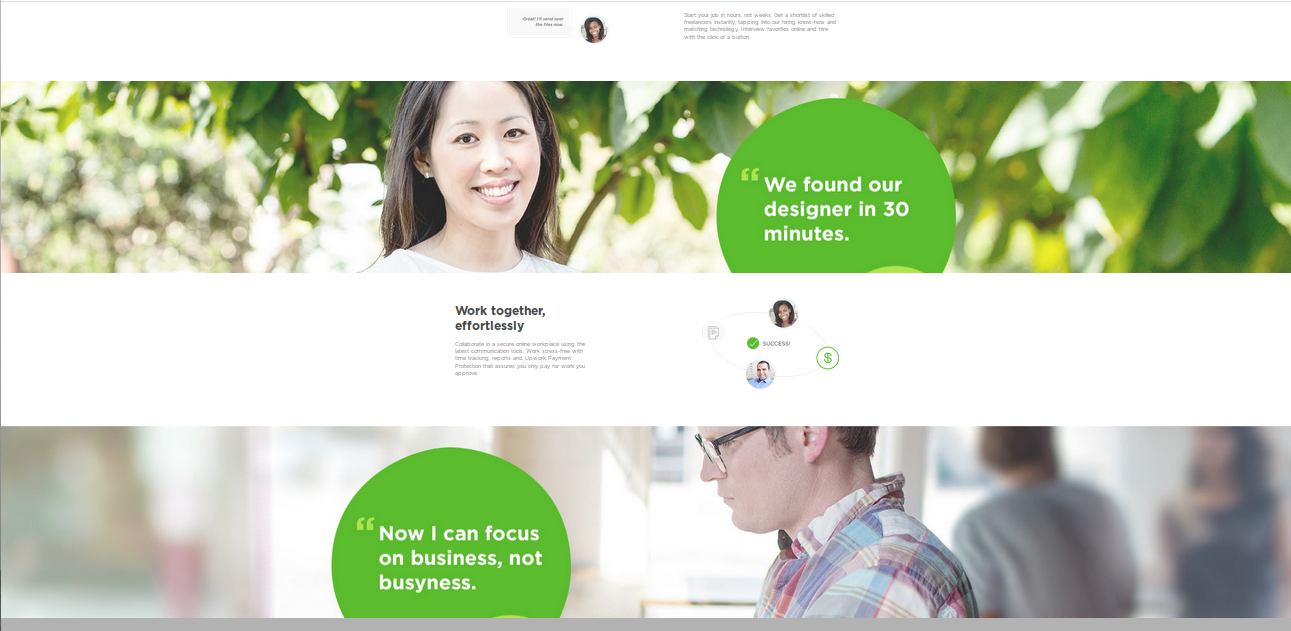 Great! I'll send over
the files now.
Start your job in hours, not weeks. Get a shortlist of skilled
freelancers instantly, tapping into our hiring know-how and
matching technology. Interview favorites online and hire
with the click of a button.
“ We found our
designer in 30
minutes.
Work together,
effortlessly
Collaborate in a secure online workplace using the
latest communication tools. Work stress-free with
time tracking, reports and Upwork Payment
Protection that assures you only pay for work you
approve.
SUCCESS!
$
“ Now I can focus
on business, not
busyness.